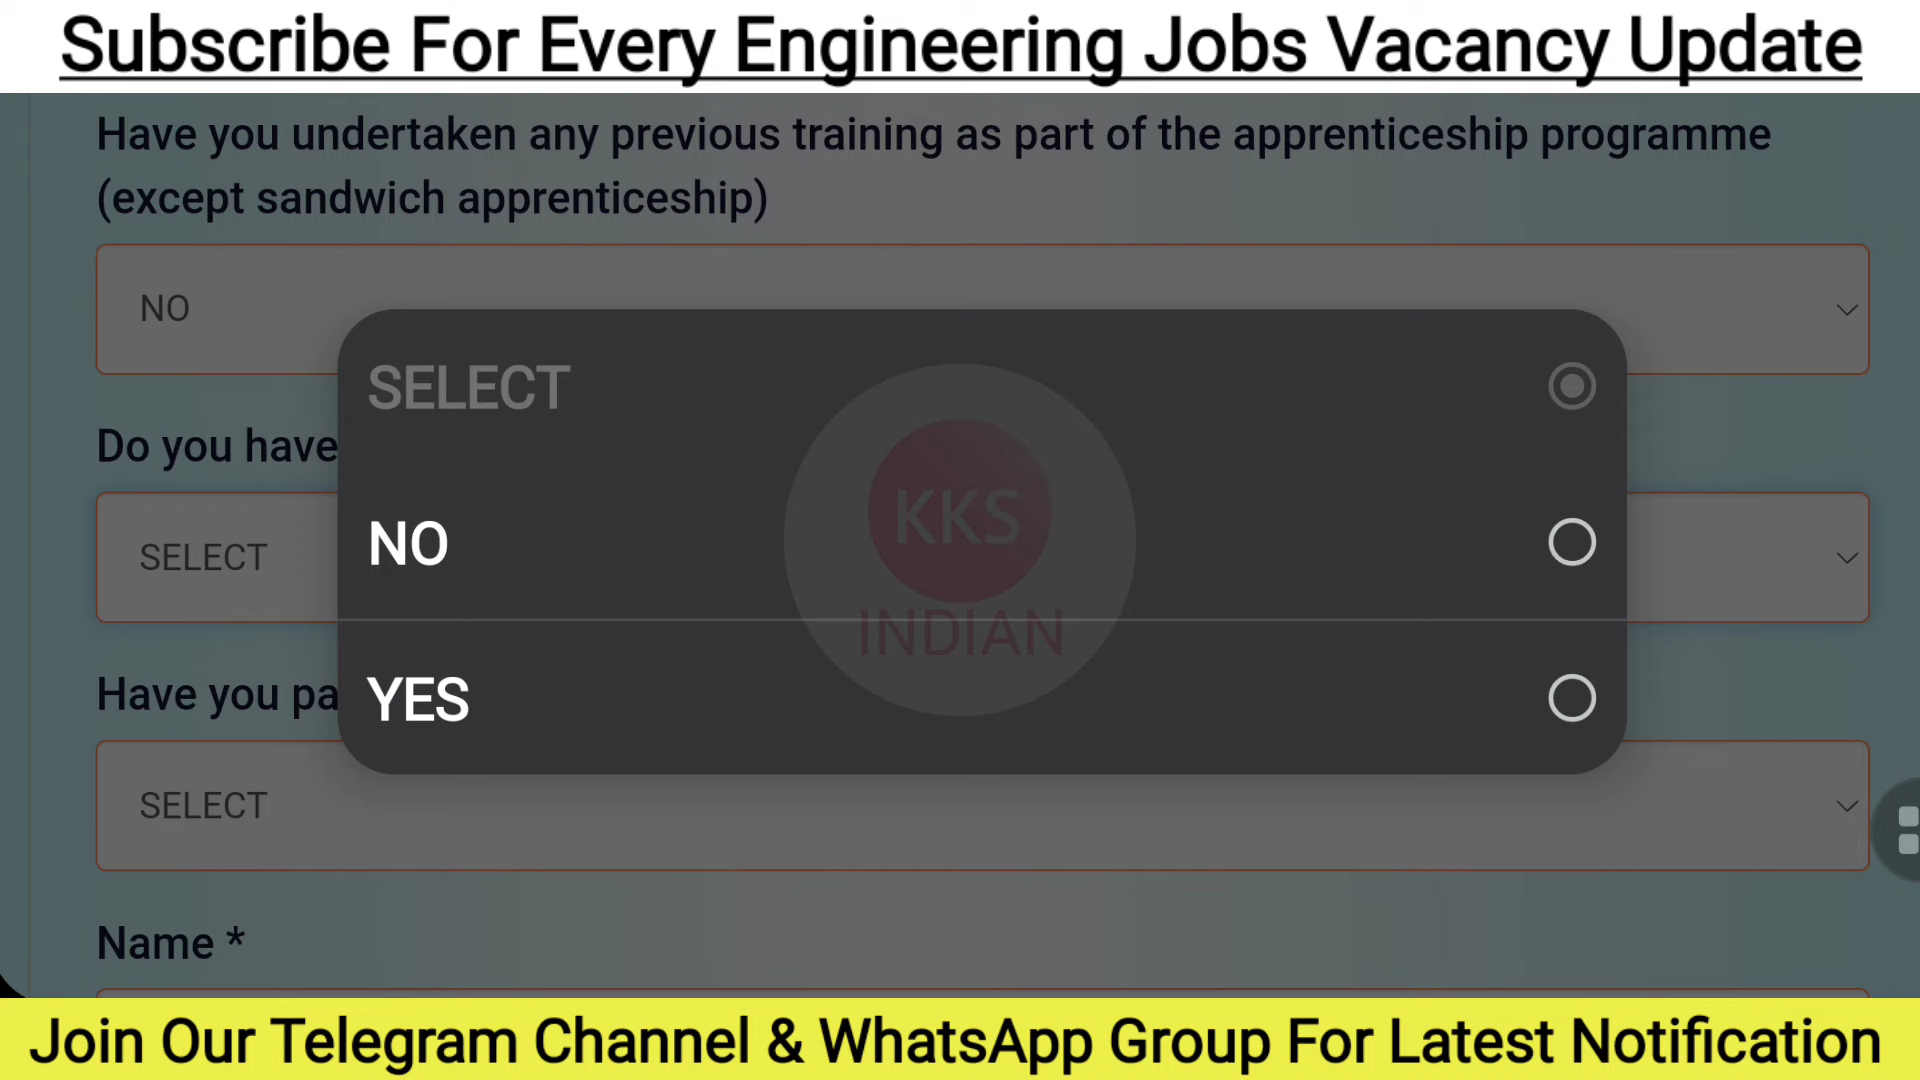 Subscribe For Every Engineering Jobs Vacancy Update
Have you undertaken any previous training as part of the apprenticeship programme
(except sandwich apprenticeship)
NO
Do you have
SELECT
Have you pa
SELECT
Name *
SELECT
NO
YES
KKS
INDIAN
Join Our Telegram Channel & WhatsApp Group For Latest Notification